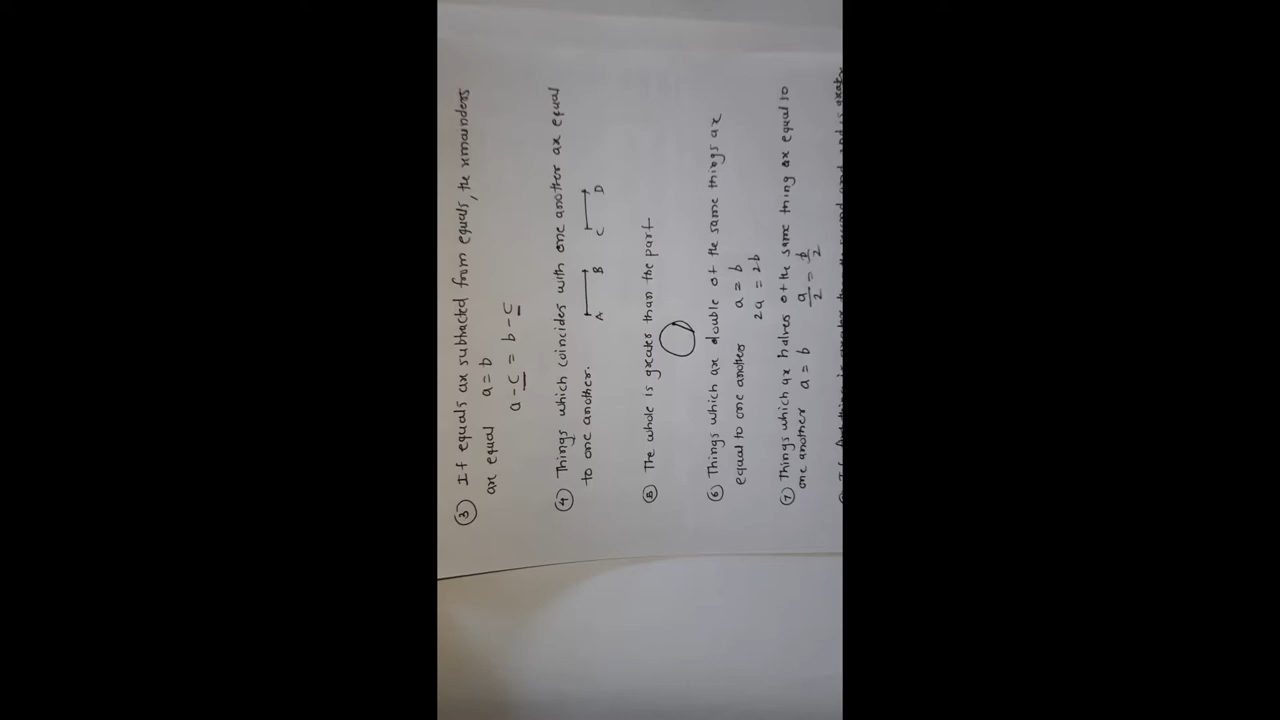 ③ If equals are subtracted from equals, the remainders
are equal a = b
a - c = b - c
④ Things which coincides with one another are equal
to one another.
A B C D
⑤ The whole is greater than the part
⑥ Things which are double of the same things are
equal to one another a = b
2a = 2b
⑦ Things which are halves of the same thing are equal to
one another a = b a/2 = b/2